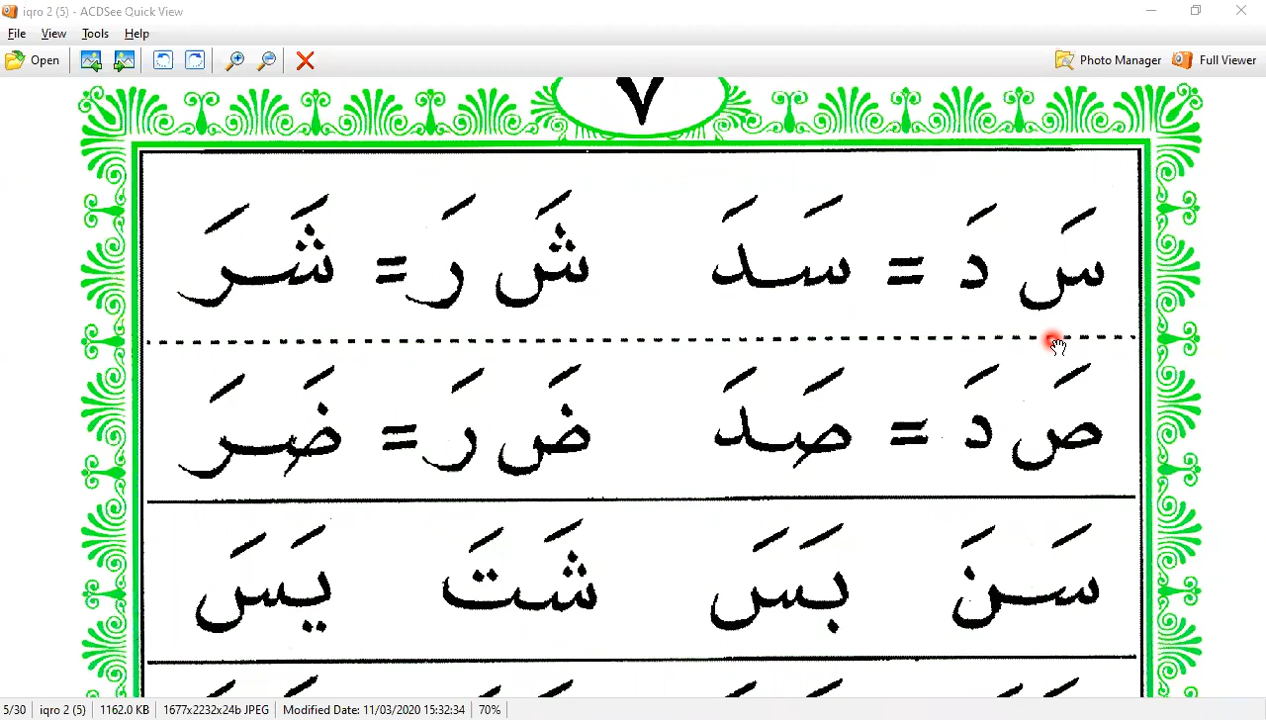 iqro 2 (5) - ACDSee Quick View
File View Tools Help
Open Photo Manager Full Viewer
٧
سَ دَ = سَدَ شَ رَ = شَرَ
صَ دَ = صَدَ ضَ رَ = ضَرَ
سَنَ بَسَ شَتَ يَسَ
5/30 iqro 2 (5) 1162.0 KB 1677x2232x24b JPEG Modified Date: 11/03/2020 15:32:34 70%